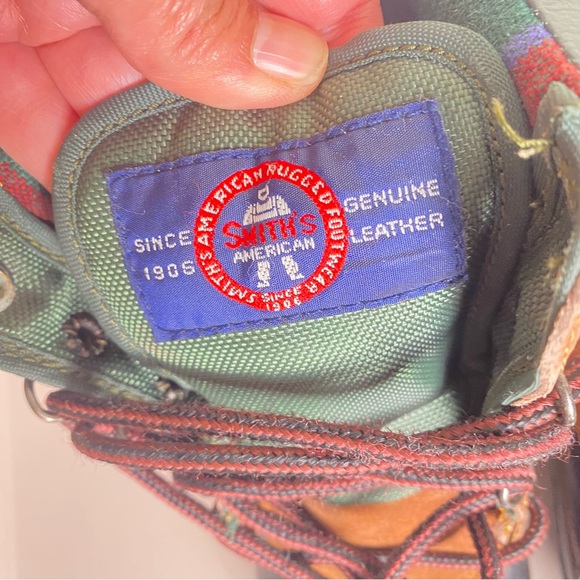 SINCE
1906
SMITH'S AMERICAN RUGGED FOOTWEAR
SMITH'S
AMERICAN
SINCE
1906
GENUINE
LEATHER